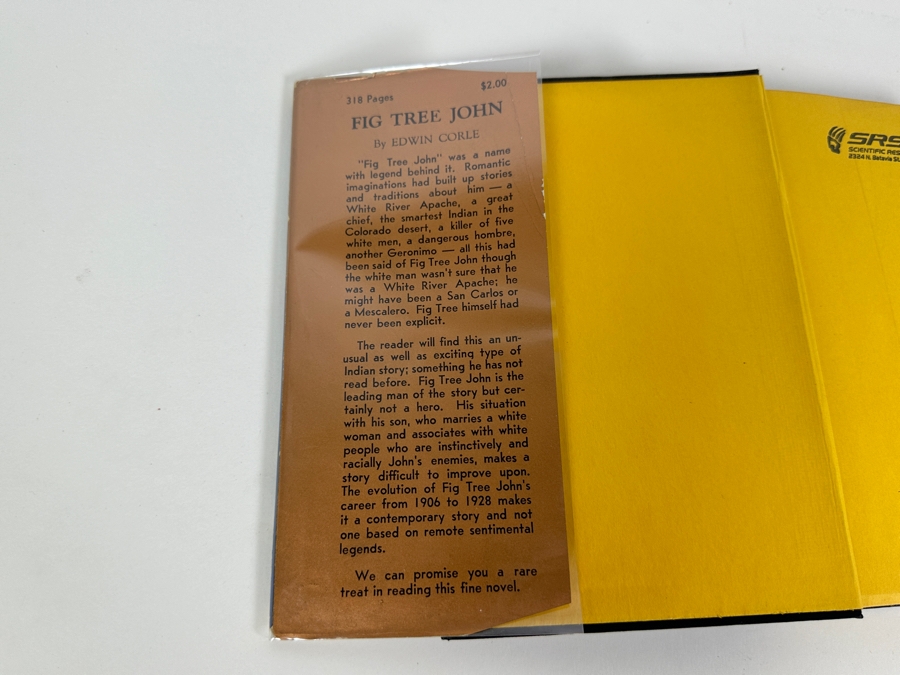 318 Pages $2.00
FIG TREE JOHN
By EDWIN CORLE
"Fig Tree John" was a name
with legend behind it. Romantic
imaginations had built up stories
and traditions about him — a
White River Apache, a great
chief, the smartest Indian in the
Colorado desert, a killer of five
white men, a dangerous hombre,
another Geronimo — all this had
been said of Fig Tree John though
the white man wasn't sure that he
was a White River Apache; he
might have been a San Carlos or
a Mescalero. Fig Tree himself had
never been explicit.
The reader will find this an un-
usual as well as exciting type of
Indian story; something he has not
read before. Fig Tree John is the
leading man of the story but cer-
tainly not a hero. His situation
with his son, who marries a white
woman and associates with white
people who are instinctively and
racially John's enemies, makes a
story difficult to improve upon.
The evolution of Fig Tree John's
career from 1906 to 1928 makes
it a contemporary story and not
one based on remote sentimental
legends.
We can promise you a rare
treat in reading this fine novel.
SRS
SCIENTIFIC RES
2324 N. Batavia St